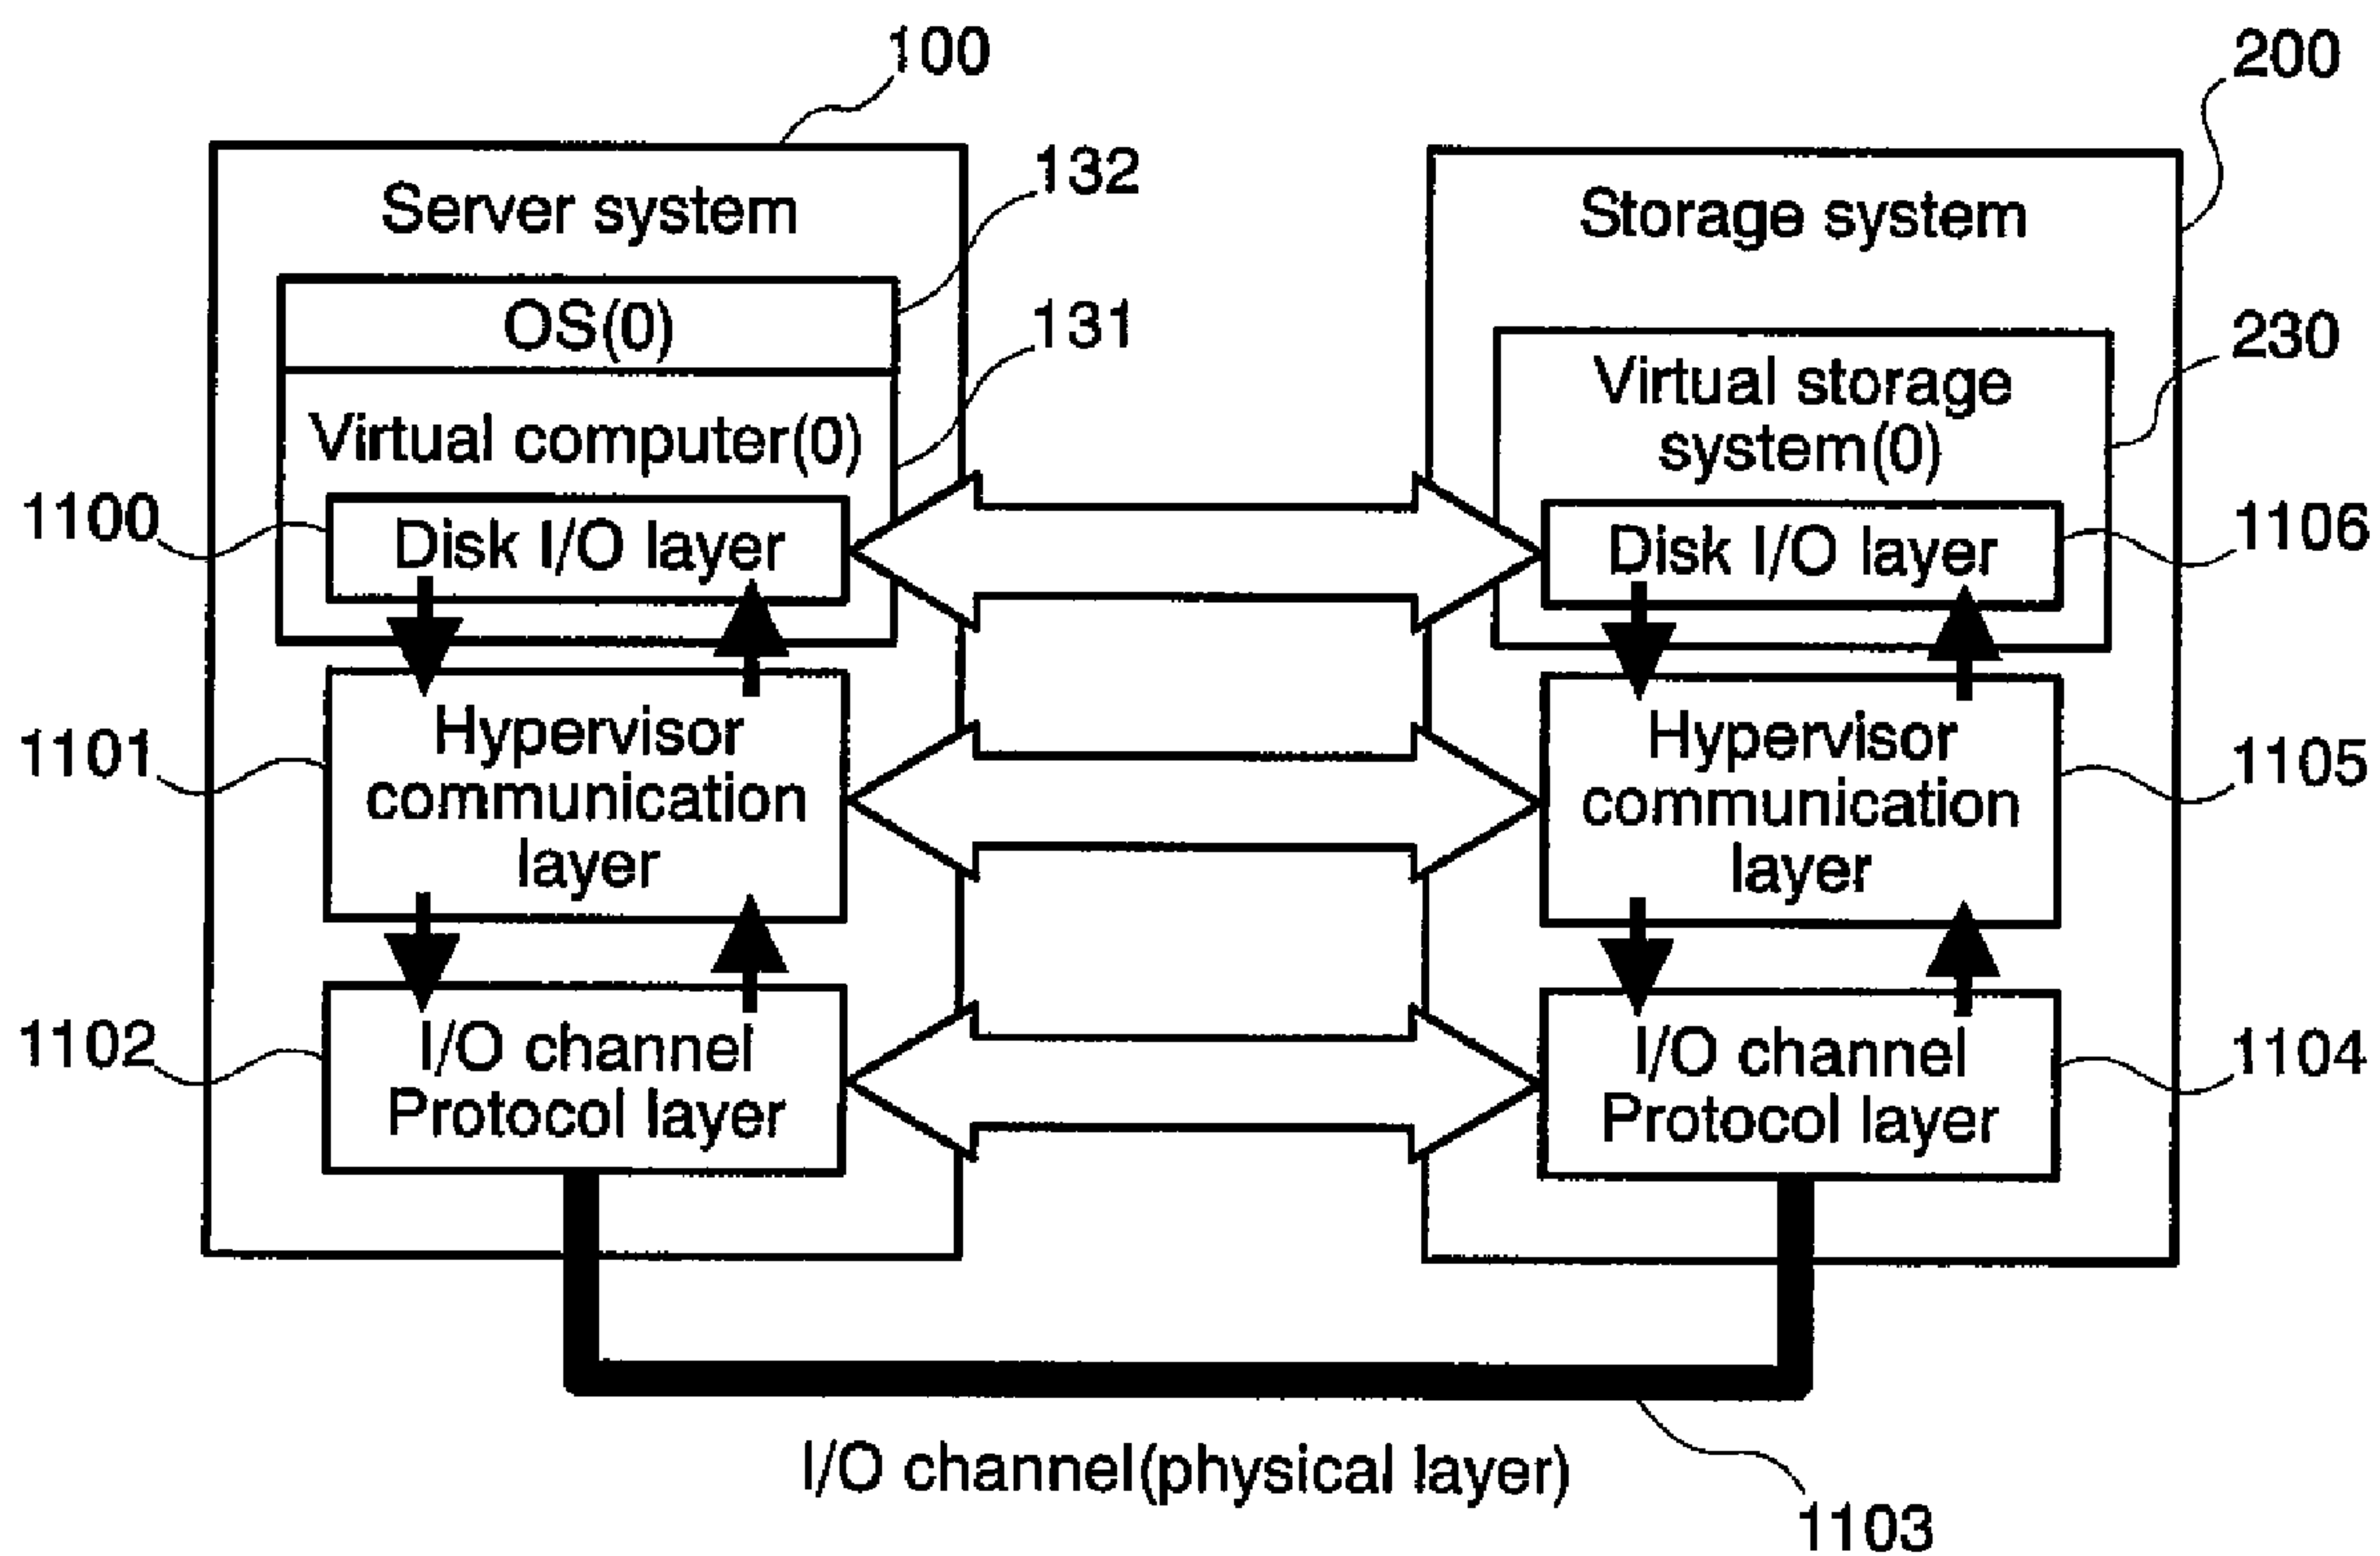 100
200
132
Server system
Storage system
OS(0)
131
230
Virtual storage
system(0)
Virtual computer(0)
1100
Disk I/O layer
Disk I/O layer
1106
1101
Hypervisor
communication
layer
Hypervisor
communication
layer
1105
1102
I/O channel
Protocol layer
I/O channel
Protocol layer
1104
I/O channel(physical layer)
1103